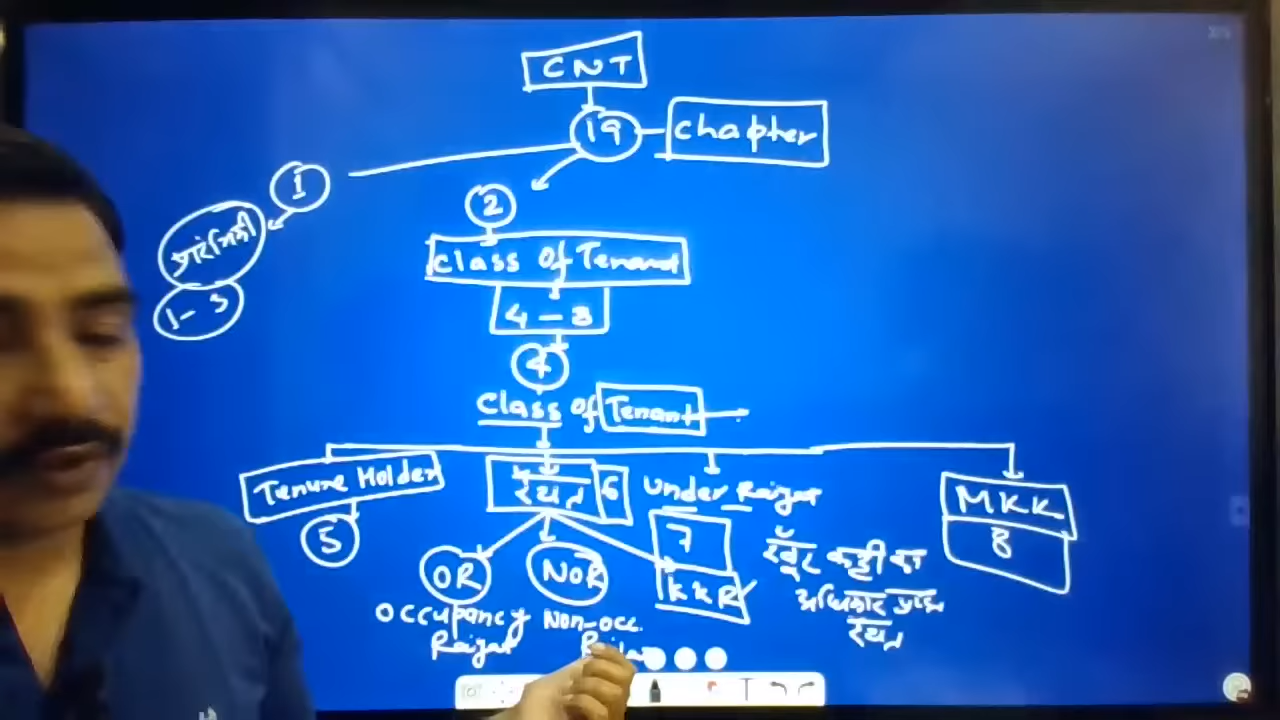 CNT
19 Chapter
1
2
प्रारंभिकी
Class Of Tenant
1-3
4-8
4
Class of Tenant
Tenure Holder
रैयत 6
Under Raiyat
MKK
5
7
8
OR
NOR
KKR
खूंट कट्टी का
अधिकार प्राप्त
रैयत
Occupancy
Raiyat
Non-occ.